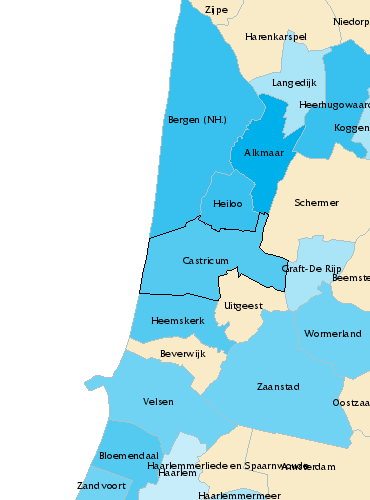 Zijpe
Niedorp
Harenkarspel
Langedijk
Heerhugowaard
Bergen (NH.)
Koggen
Alkmaar
Heiloo
Schermer
Castricum
Graft-De Rijp
Beemste
Uitgeest
Heemskerk
Wormerland
Beverwijk
Zaanstad
Velsen
Oostzaa
Bloemendaal
Haarlemmerliede en Spaarnwoude
Amsterdam
Haarlem
Zandvoort
Haarlemmermeer